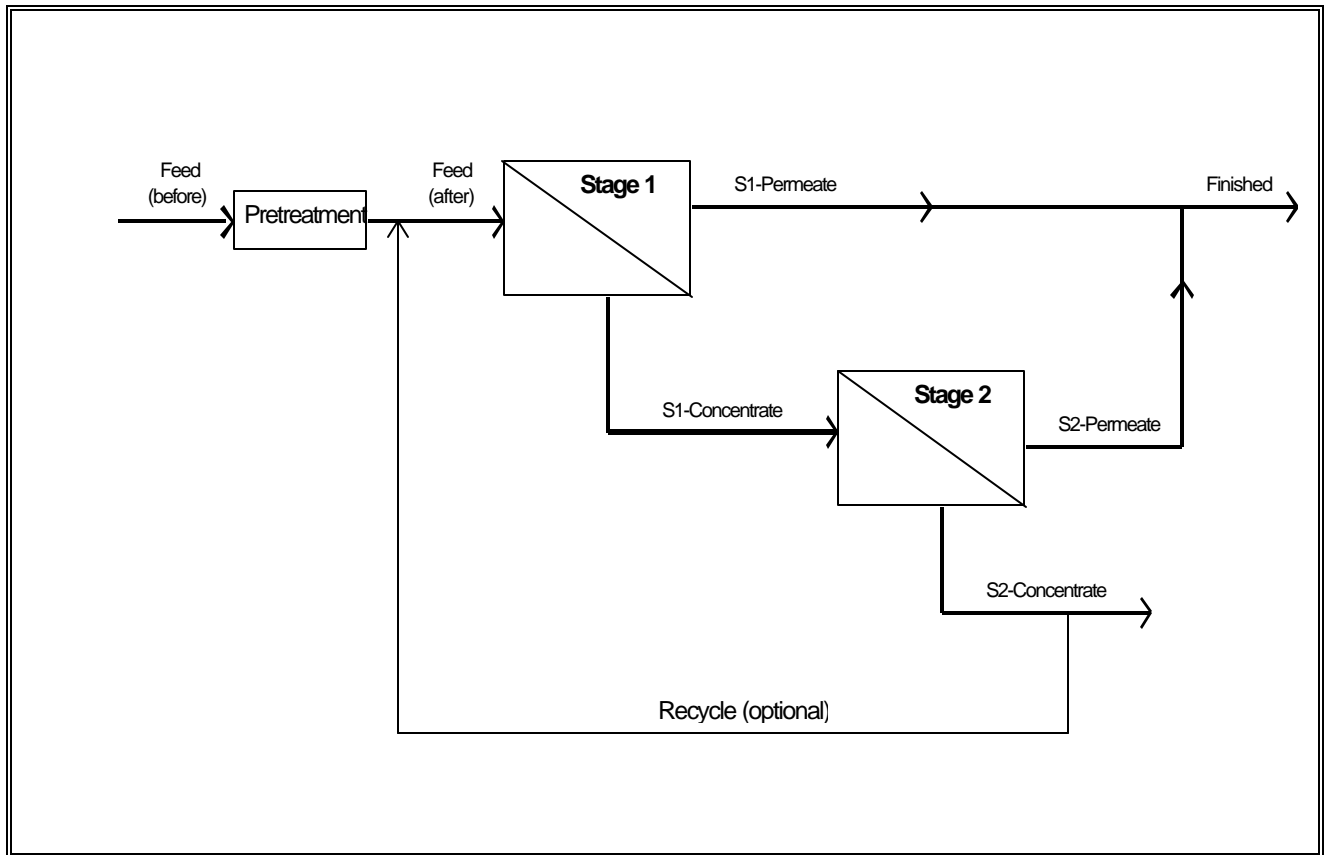 Feed
(before)
Pretreatment
Feed
(after)
Stage 1
S1-Permeate
Finished
S1-Concentrate
Stage 2
S2-Permeate
S2-Concentrate
Recycle (optional)